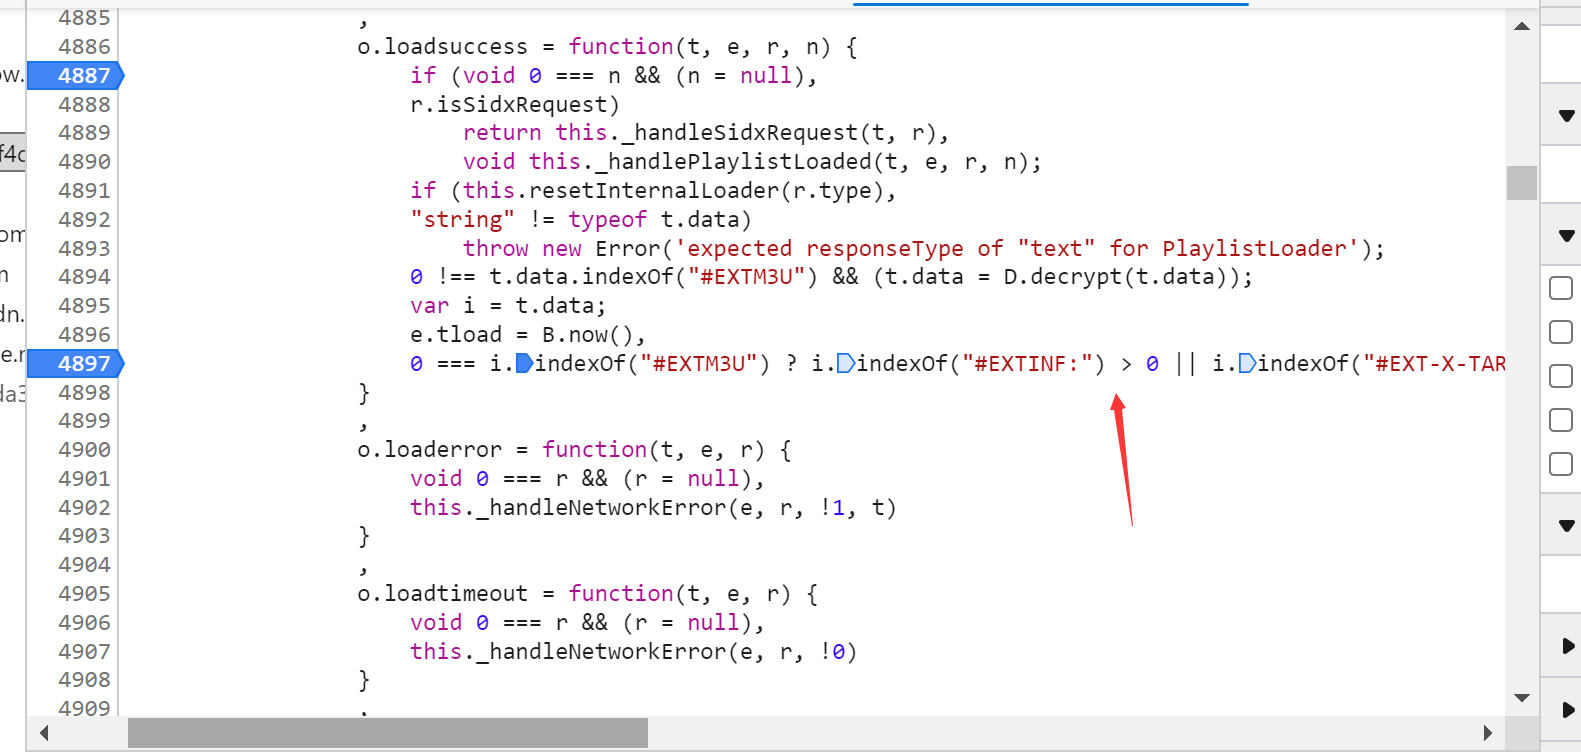 4885 ,
4886 o.loadsuccess = function(t, e, r, n) {
4887 if (void 0 === n && (n = null),
4888 r.isSidxRequest)
4889 return this._handleSidxRequest(t, r),
4890 void this._handlePlaylistLoaded(t, e, r, n);
4891 if (this.resetInternalLoader(r.type),
4892 "string" != typeof t.data)
4893 throw new Error('expected responseType of "text" for PlaylistLoader');
4894 0 !== t.data.indexOf("#EXTM3U") && (t.data = D.decrypt(t.data));
4895 var i = t.data;
4896 e.tload = B.now(),
4897 0 === i.indexOf("#EXTM3U") ? i.indexOf("#EXTINF:") > 0 || i.indexOf("#EXT-X-TAR
4898 }
4899 ,
4900 o.loaderror = function(t, e, r) {
4901 void 0 === r && (r = null),
4902 this._handleNetworkError(e, r, !1, t)
4903 }
4904 ,
4905 o.loadtimeout = function(t, e, r) {
4906 void 0 === r && (r = null),
4907 this._handleNetworkError(e, r, !0)
4908 }
4909 ,
ow.
f4c
om
n
dn.
e.r
da3